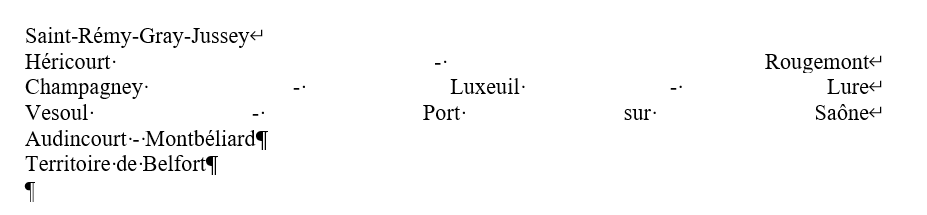 Saint-Rémy-Gray-Jussey↵
Héricourt· -· Rougemont↵
Champagney· -· Luxeuil· -· Lure↵
Vesoul· -· Port· sur· Saône↵
Audincourt·-·Montbéliard¶
Territoire·de·Belfort¶
¶